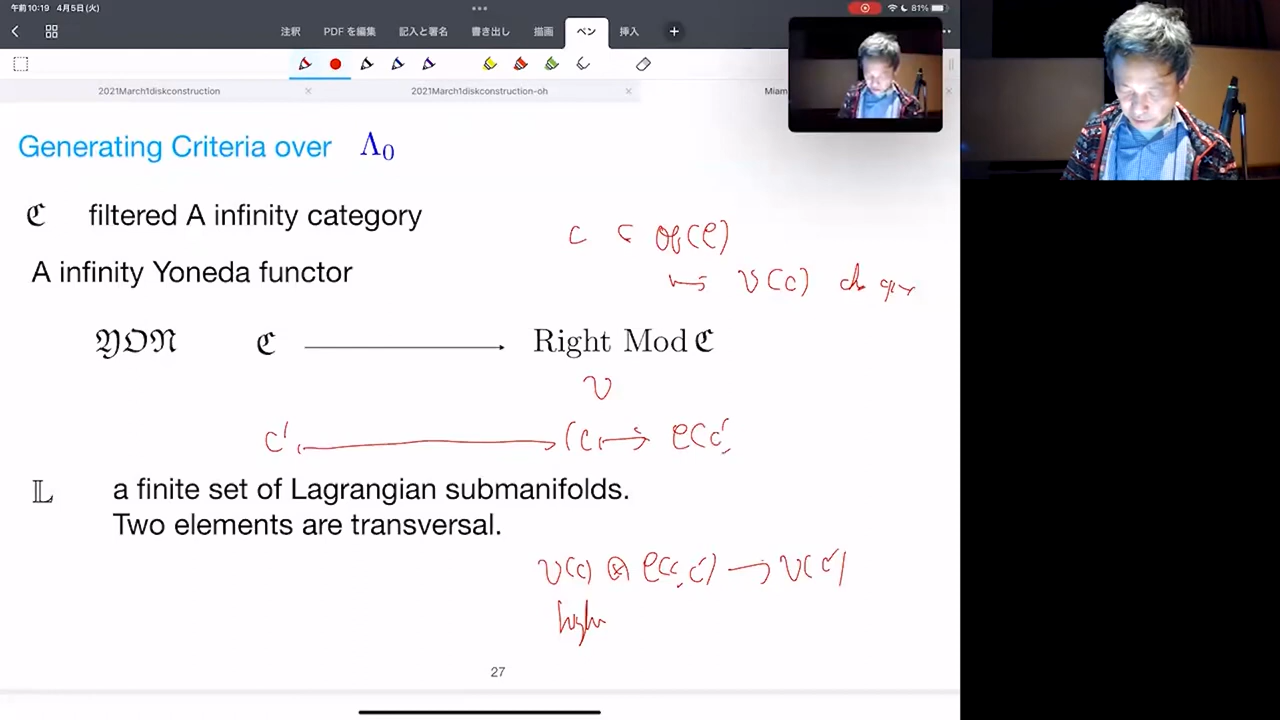 午前10:19 4月5日(火)
81%
注釈 PDF を編集 記入と署名 書き出し 描画 ペン 挿入
2021March1diskconstruction
2021March1diskconstruction-oh
Miam
Generating Criteria over Λ₀
ℭ filtered A infinity category
c ∈ Ob(ℭ)
A infinity Yoneda functor
↦ V(c)
𝔜𝔒𝔑 ℭ ⟶ Right Mod ℭ
V
c'
𝕃 a finite set of Lagrangian submanifolds.
Two elements are transversal.
V(c) ⊗ ℭ(c,c') → V(c')
27